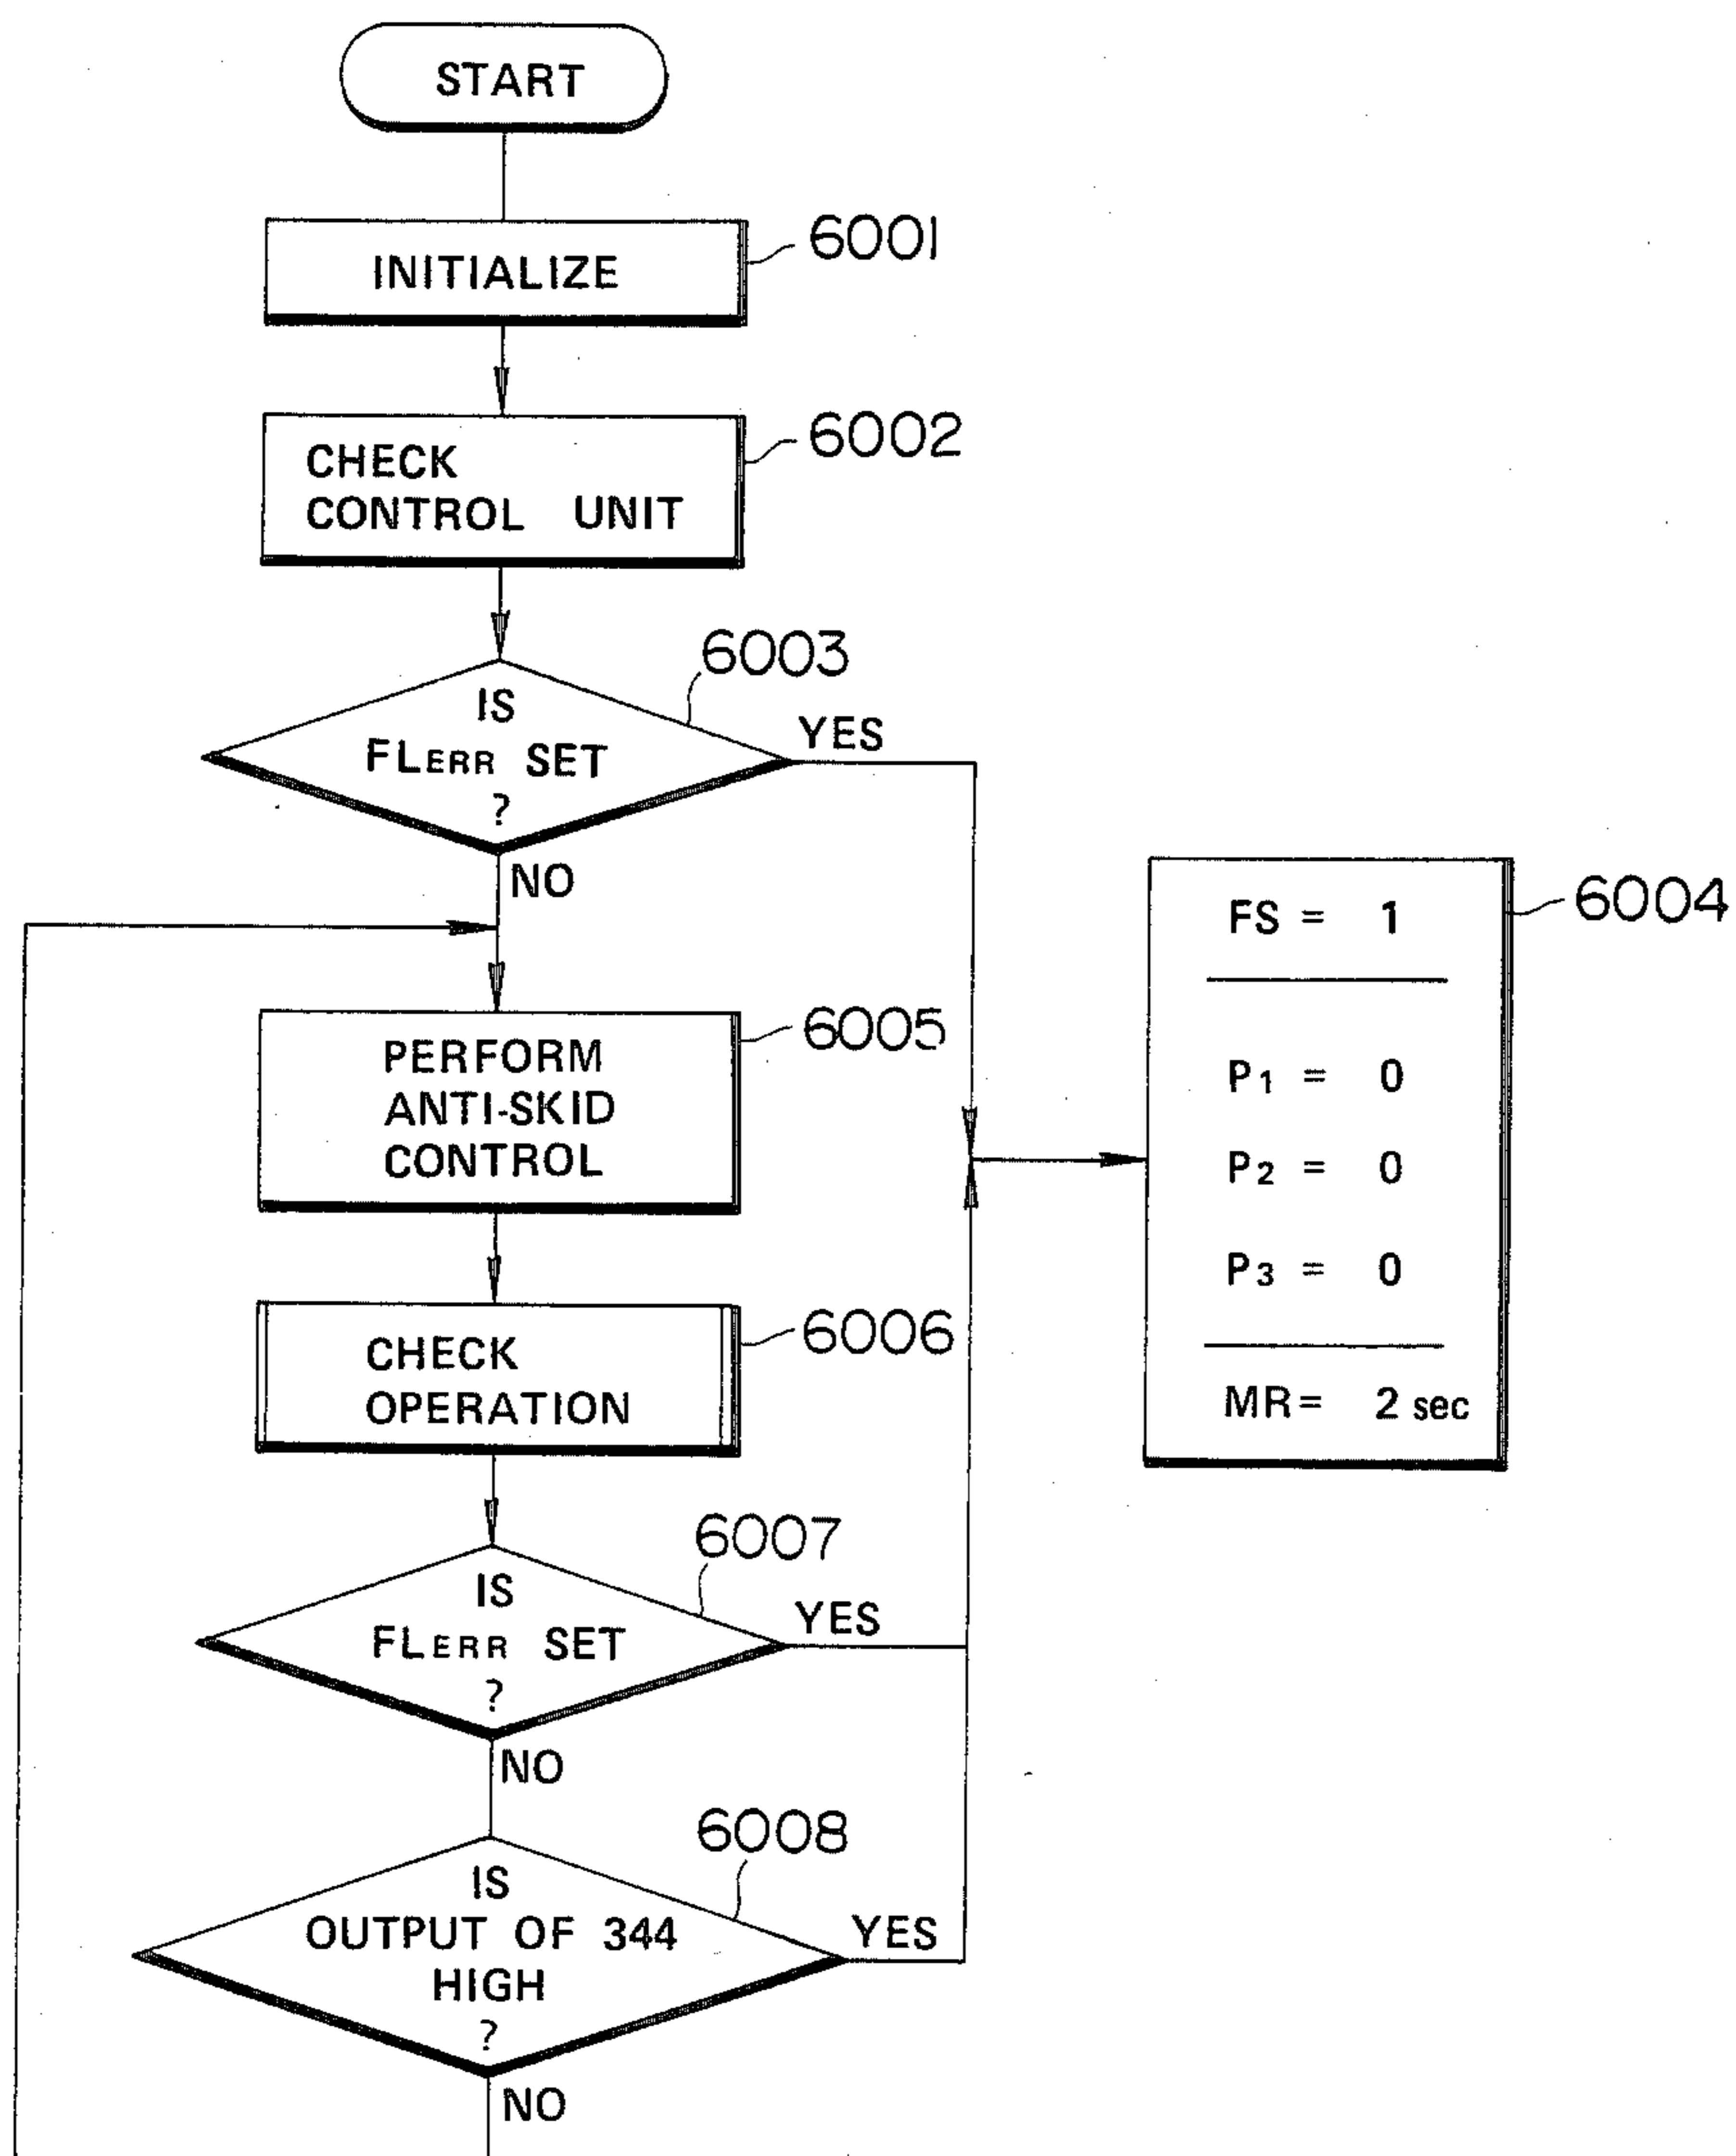 START
INITIALIZE
6001
CHECK
CONTROL UNIT
6002
IS
FLERR SET
?
6003
YES
NO
FS = 1
P1 = 0
P2 = 0
P3 = 0
MR= 2 sec
6004
PERFORM
ANTI-SKID
CONTROL
6005
CHECK
OPERATION
6006
IS
FLERR SET
?
6007
YES
NO
IS
OUTPUT OF 344
HIGH
?
6008
YES
NO